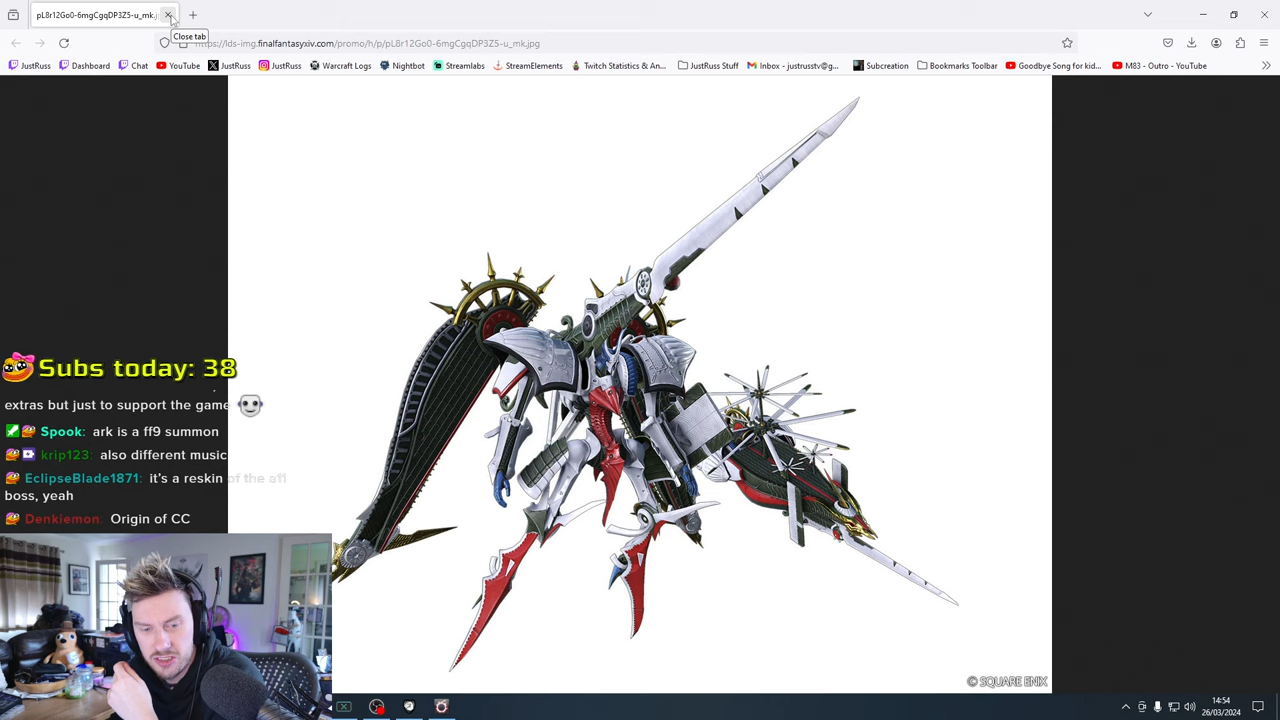 pL8r12Go0-6mgCgqDP3Z5-u_mk.j
Close tab
https://lds-img.finalfantasyxiv.com/promo/h/p/pL8r12Go0-6mgCgqDP3Z5-u_mk.jpg
JustRuss Dashboard Chat YouTube JustRuss JustRuss Warcraft Logs Nightbot Streamlabs StreamElements Twitch Statistics & An... JustRuss Stuff Inbox - justrusstv@g... Subcreation Bookmarks Toolbar Goodbye Song for kid... M83 - Outro - YouTube
Subs today: 38
extras but just to support the game
Spook: ark is a ff9 summon
krip123: also different music
EclipseBlade1871: it's a reskin of the a11
boss, yeah
Denkiemon: Origin of CC
© SQUARE ENIX
14:54
26/03/2024